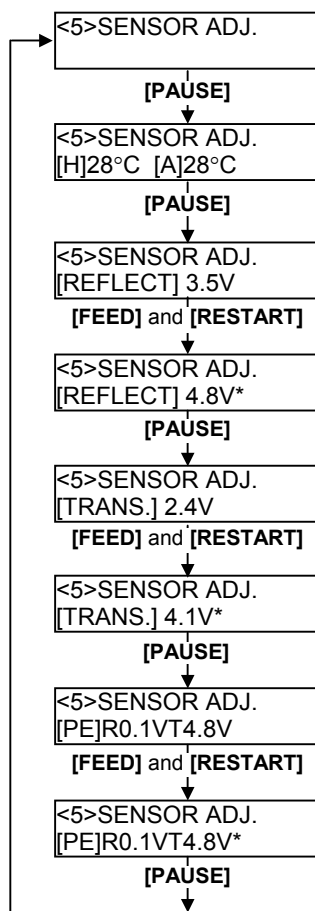 <5>SENSOR ADJ.
[PAUSE]
<5>SENSOR ADJ.
[H]28°C [A]28°C
[PAUSE]
<5>SENSOR ADJ.
[REFLECT] 3.5V
[FEED] and [RESTART]
<5>SENSOR ADJ.
[REFLECT] 4.8V*
[PAUSE]
<5>SENSOR ADJ.
[TRANS.] 2.4V
[FEED] and [RESTART]
<5>SENSOR ADJ.
[TRANS.] 4.1V*
[PAUSE]
<5>SENSOR ADJ.
[PE]R0.1VT4.8V
[FEED] and [RESTART]
<5>SENSOR ADJ.
[PE]R0.1VT4.8V*
[PAUSE]